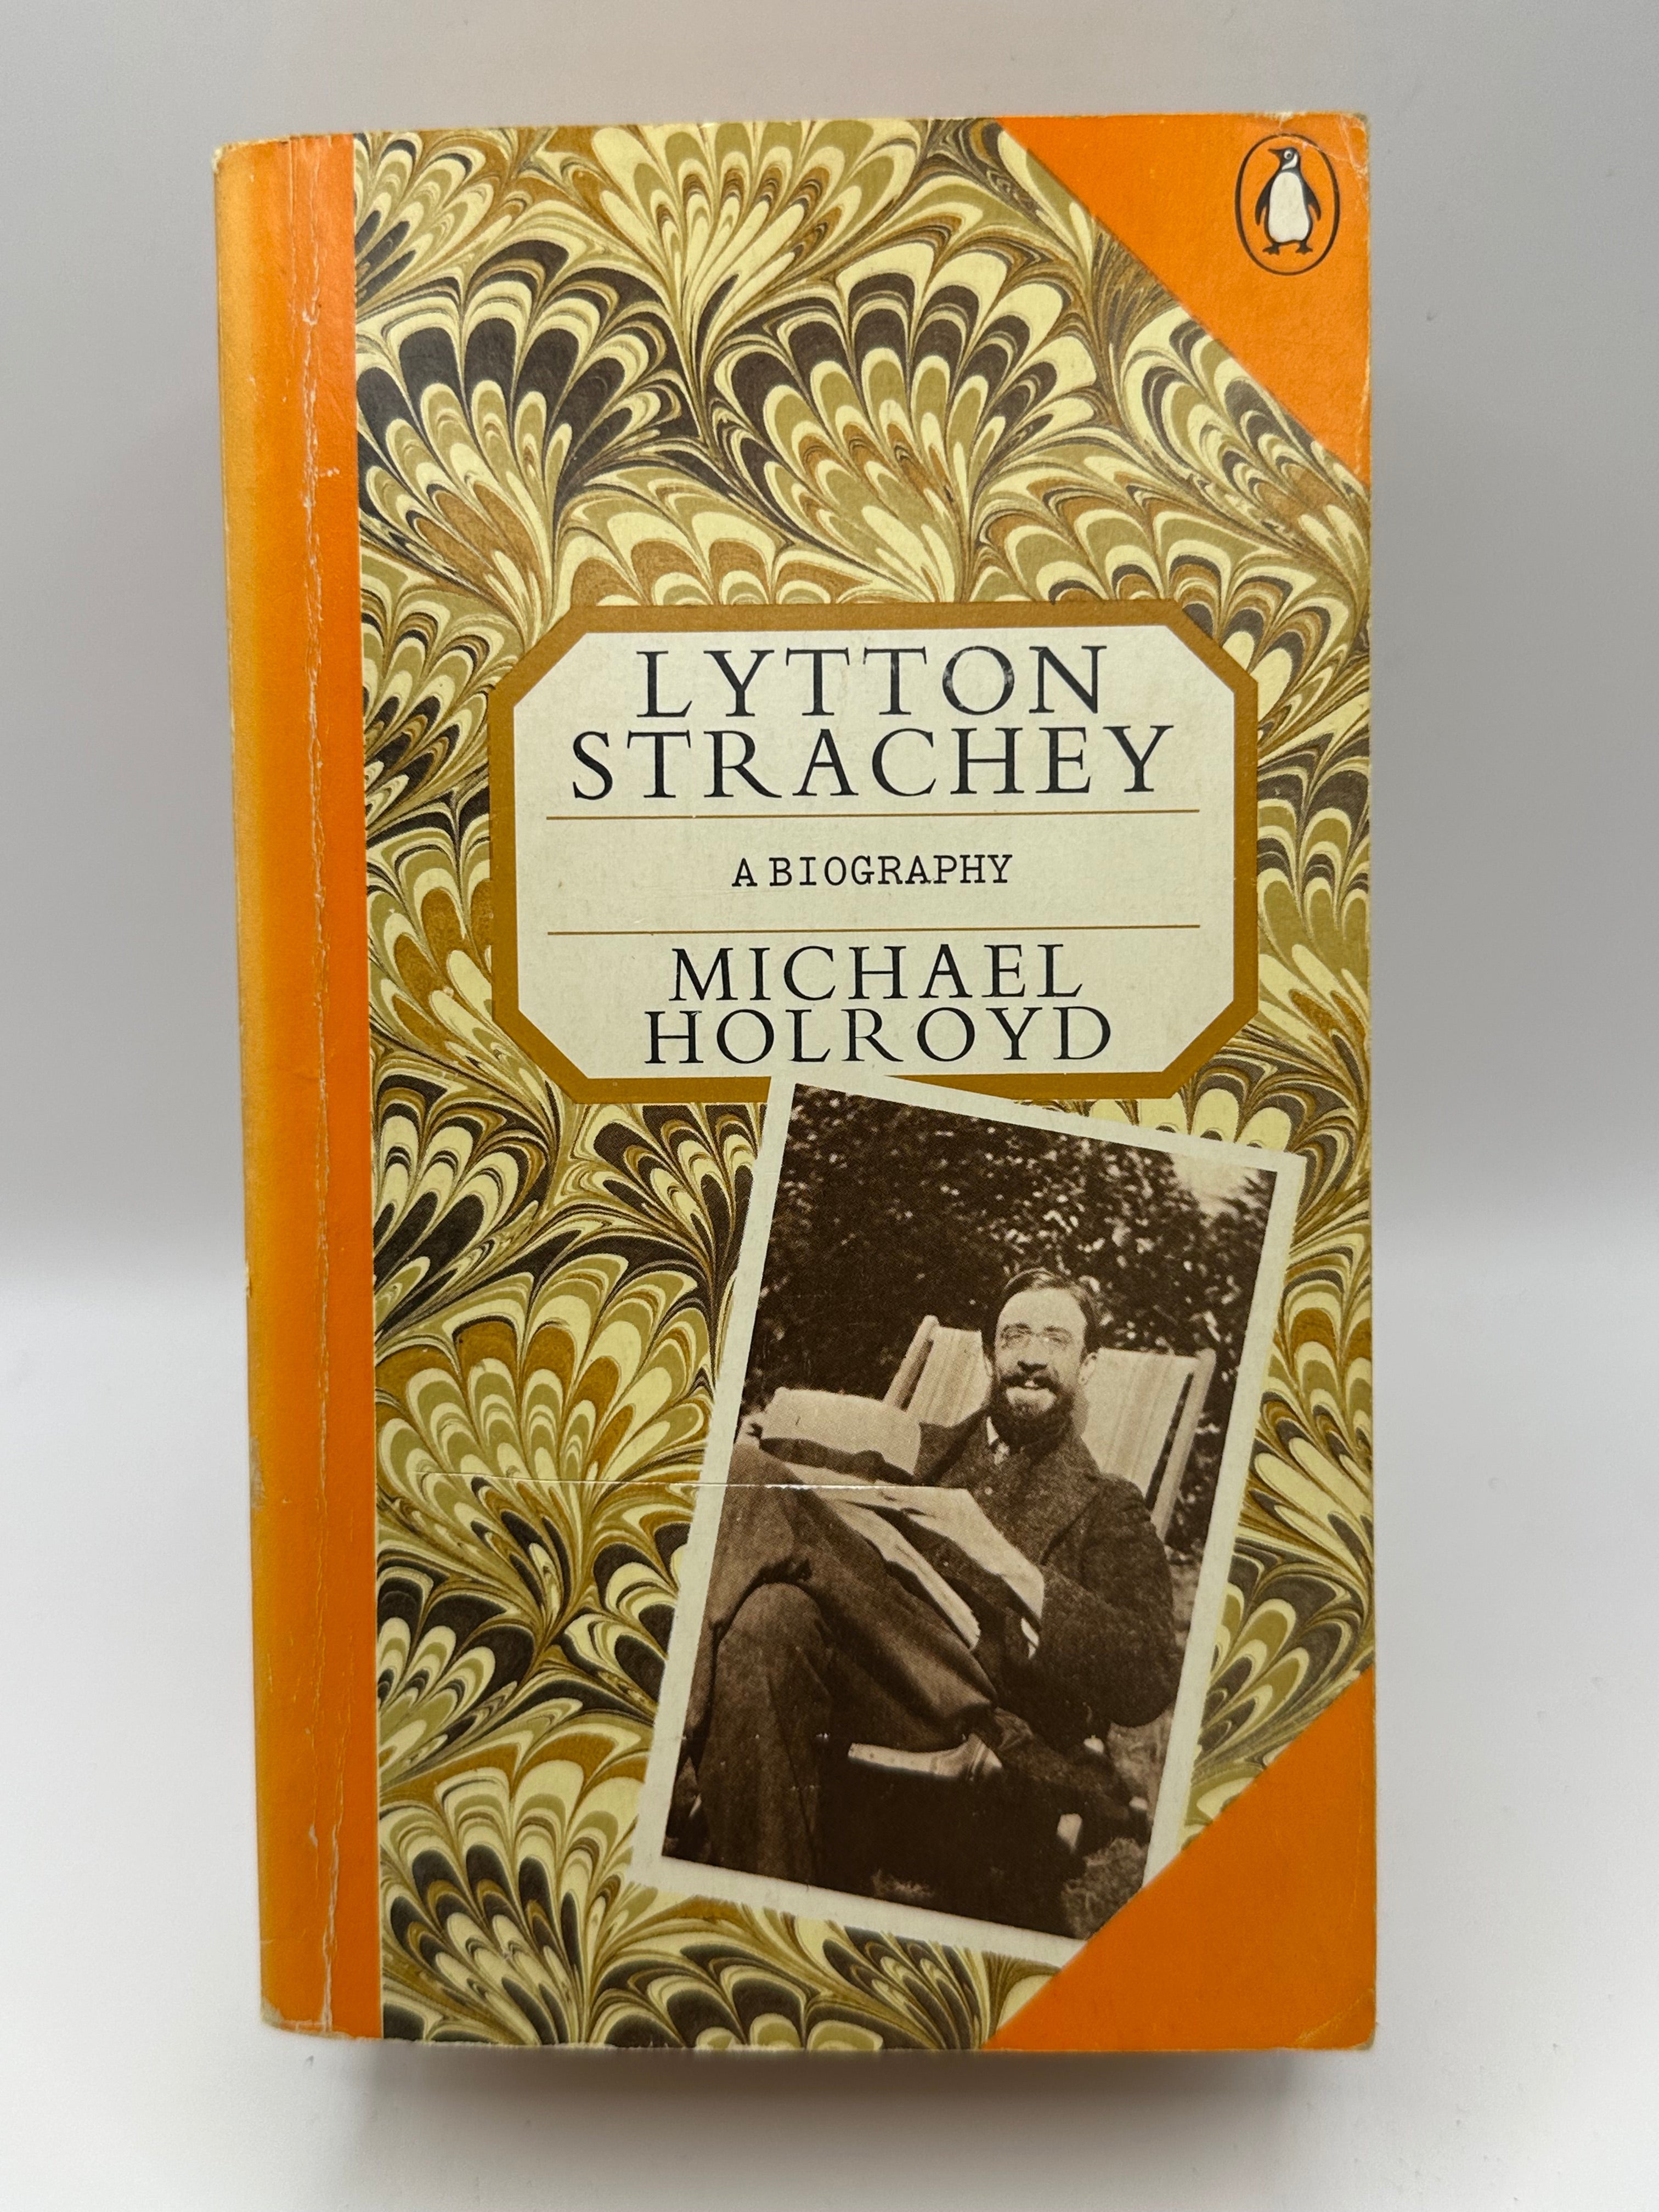 LYTTON
STRACHEY
A BIOGRAPHY
MICHAEL
HOLROYD